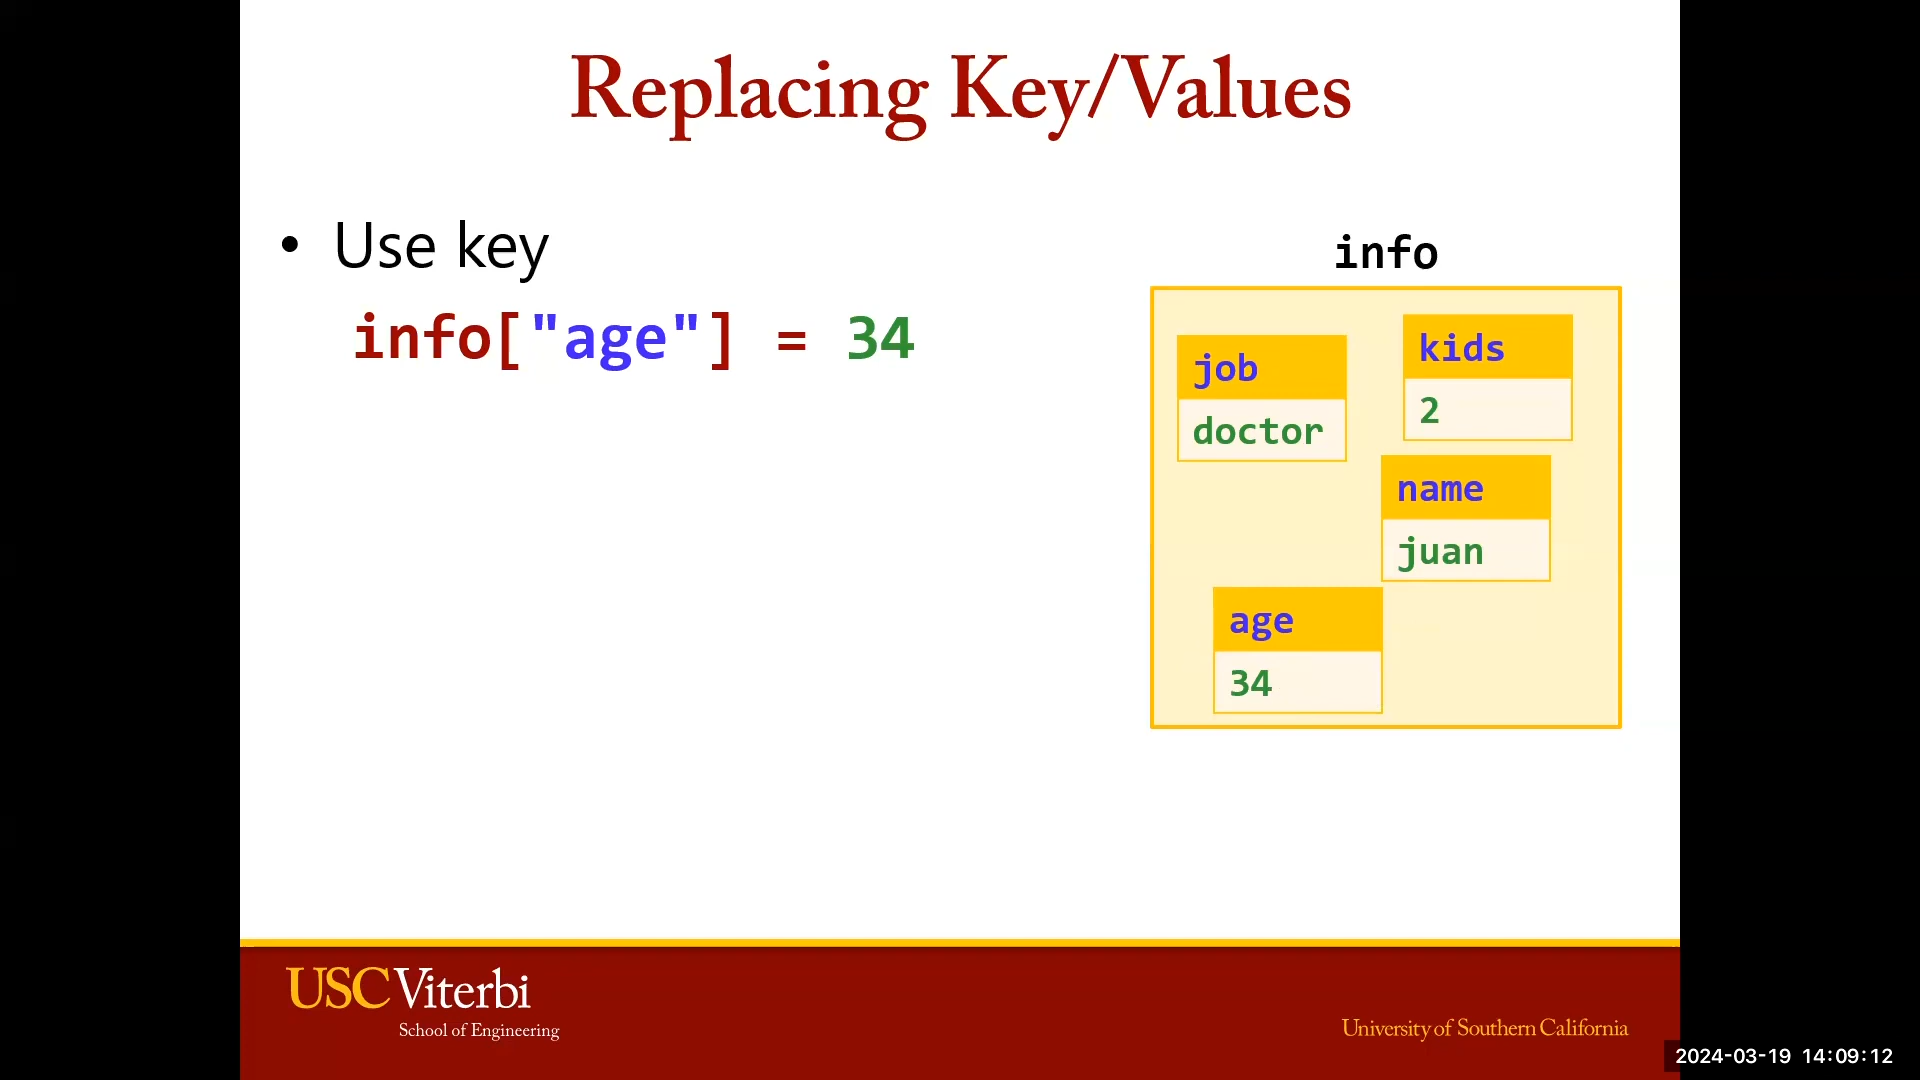 Replacing Key/Values
• Use key
info["age"] = 34
info
job
doctor
kids
2
name
juan
age
34
USC Viterbi
School of Engineering
University of Southern California
2024-03-19 14:09:12